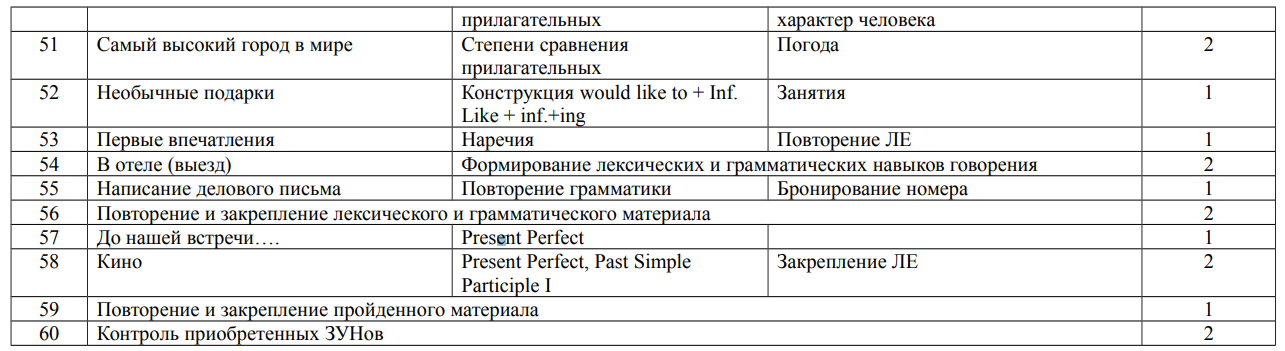 прилагательных характер человека
51 Самый высокий город в мире Степени сравнения Погода 2
прилагательных
52 Необычные подарки Конструкция would like to + Inf. Занятия 1
Like + inf.+ing
53 Первые впечатления Наречия Повторение ЛЕ 1
54 В отеле (выезд) Формирование лексических и грамматических навыков говорения 2
55 Написание делового письма Повторение грамматики Бронирование номера 1
56 Повторение и закрепление лексического и грамматического материала 2
57 До нашей встречи…. Present Perfect 1
58 Кино Present Perfect, Past Simple Закрепление ЛЕ 2
Participle I
59 Повторение и закрепление пройденного материала 1
60 Контроль приобретенных ЗУНов 2